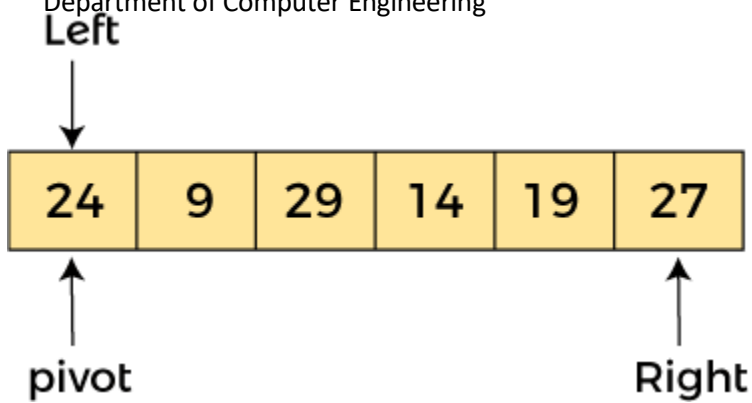 Department of Computer Engineering
Left
24 9 29 14 19 27
pivot Right